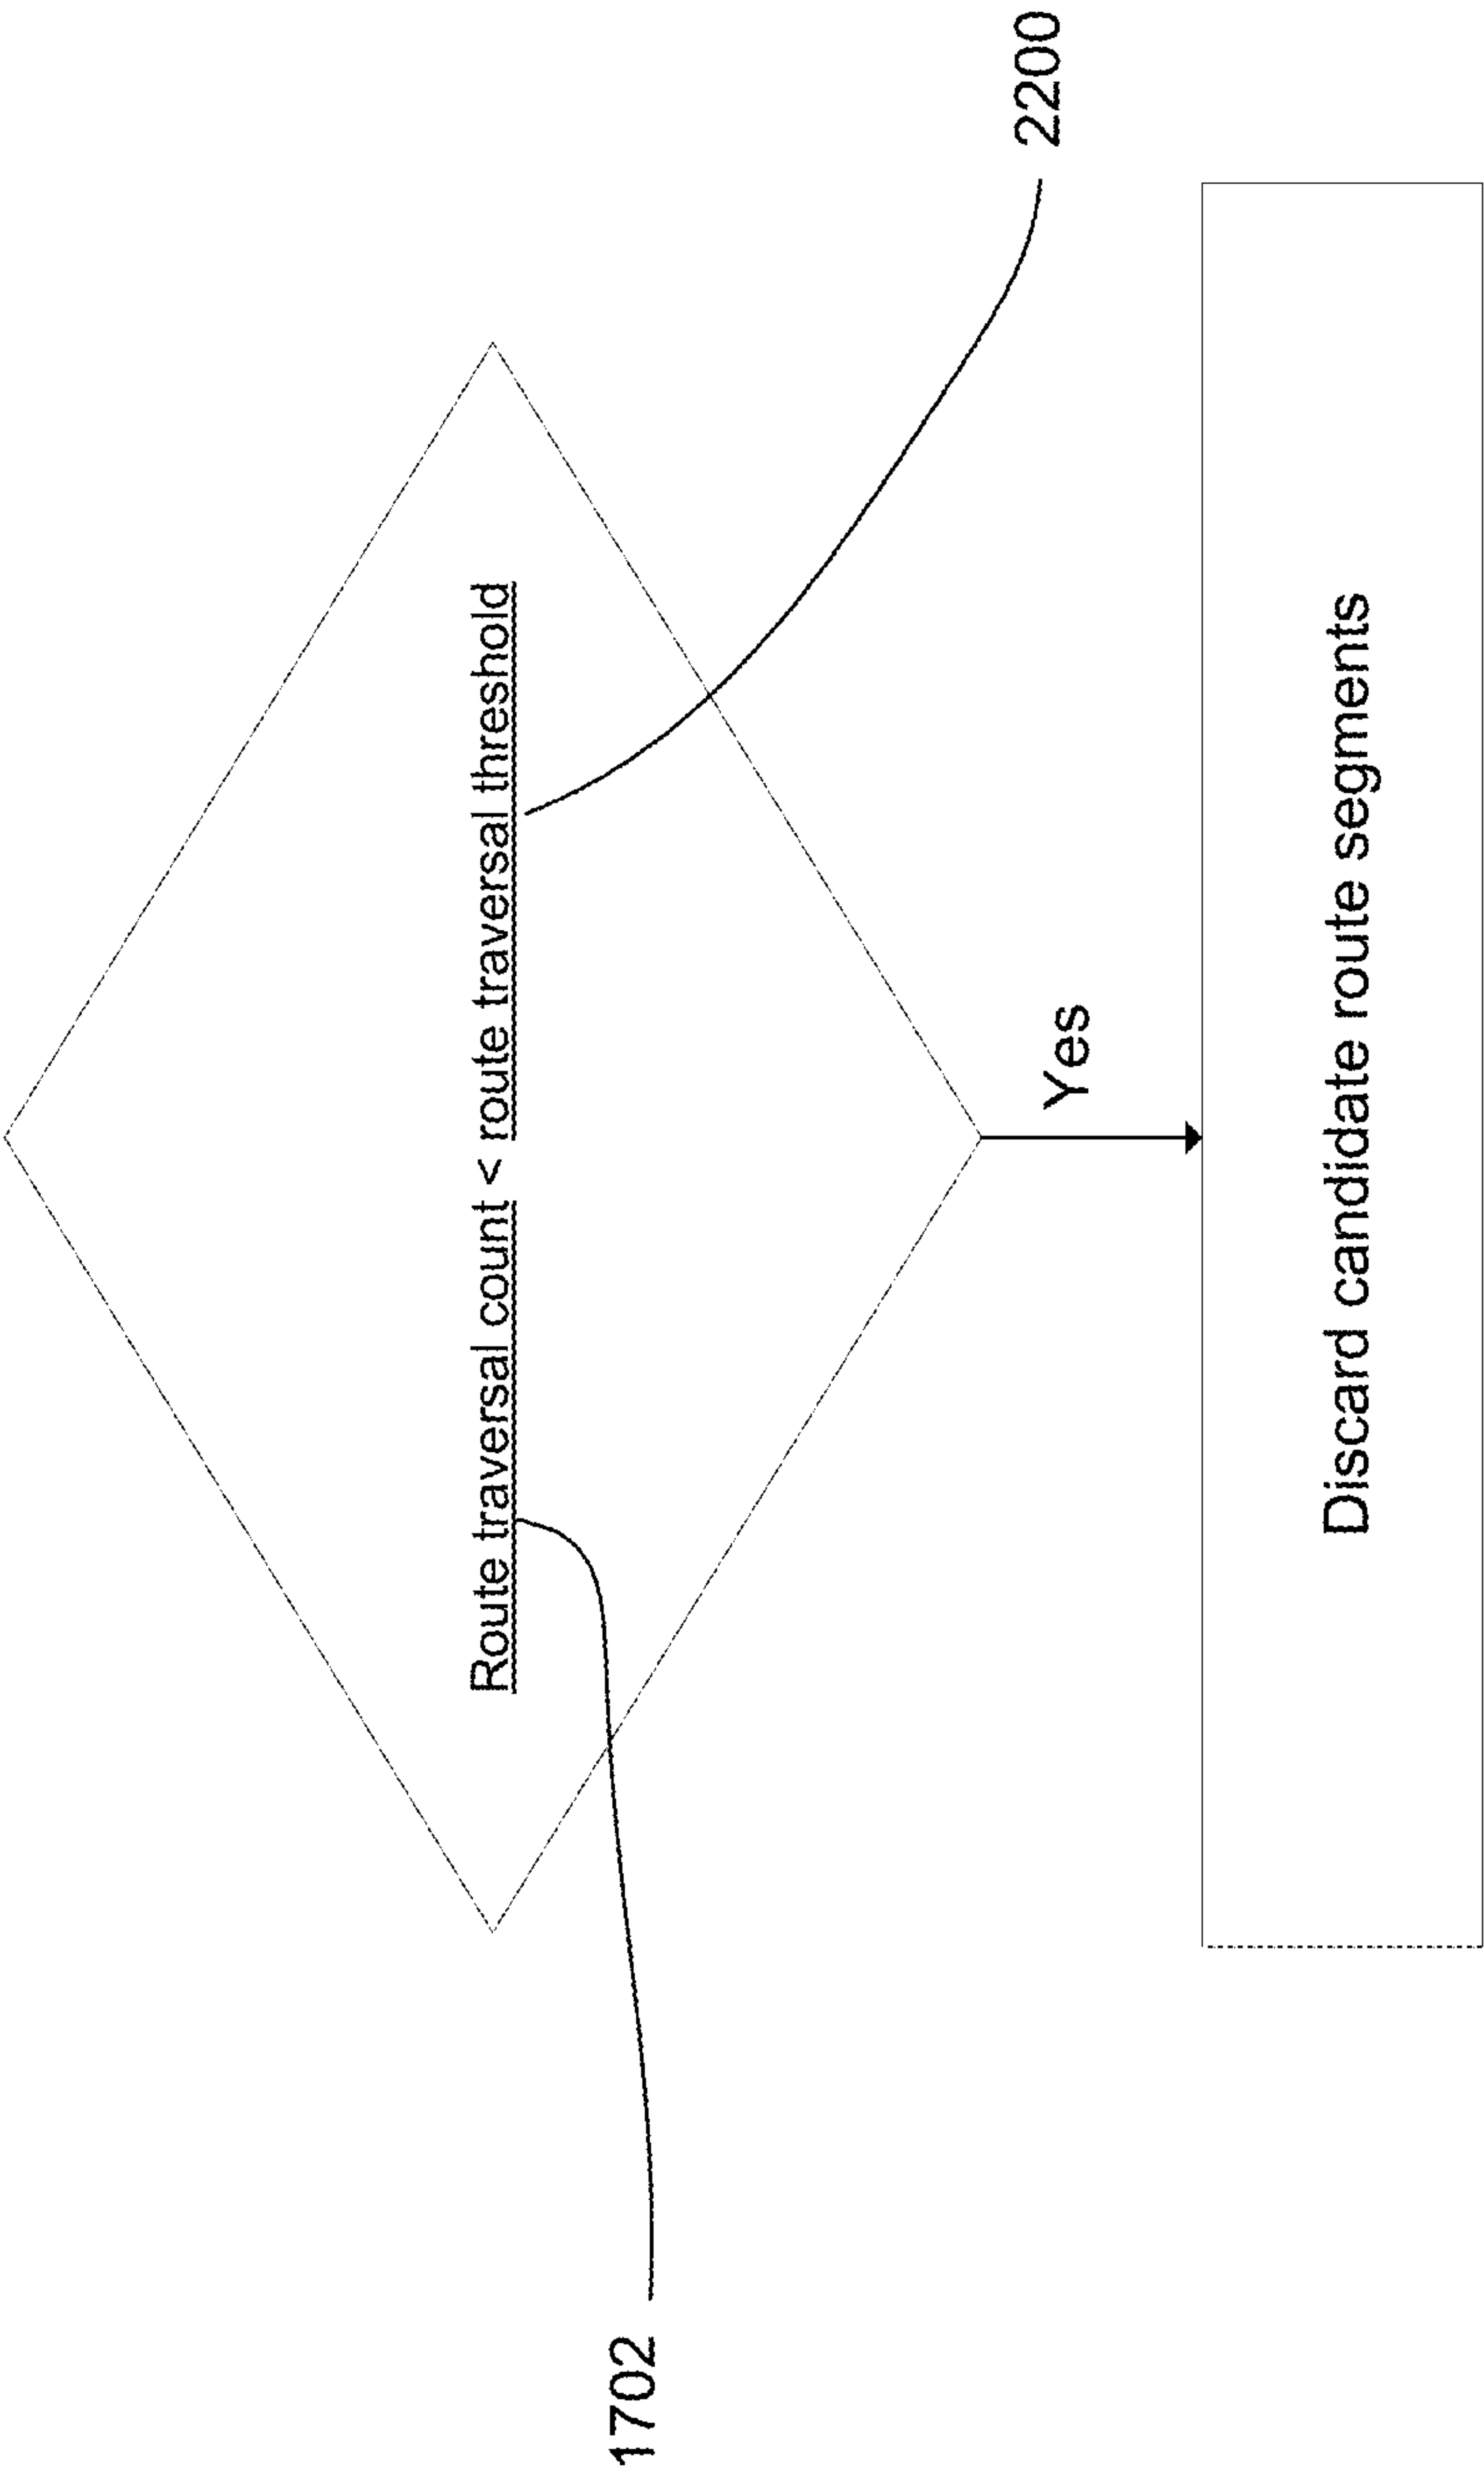 Route traversal count < route traversal threshold
1702
2200
Yes
Discard candidate route segments